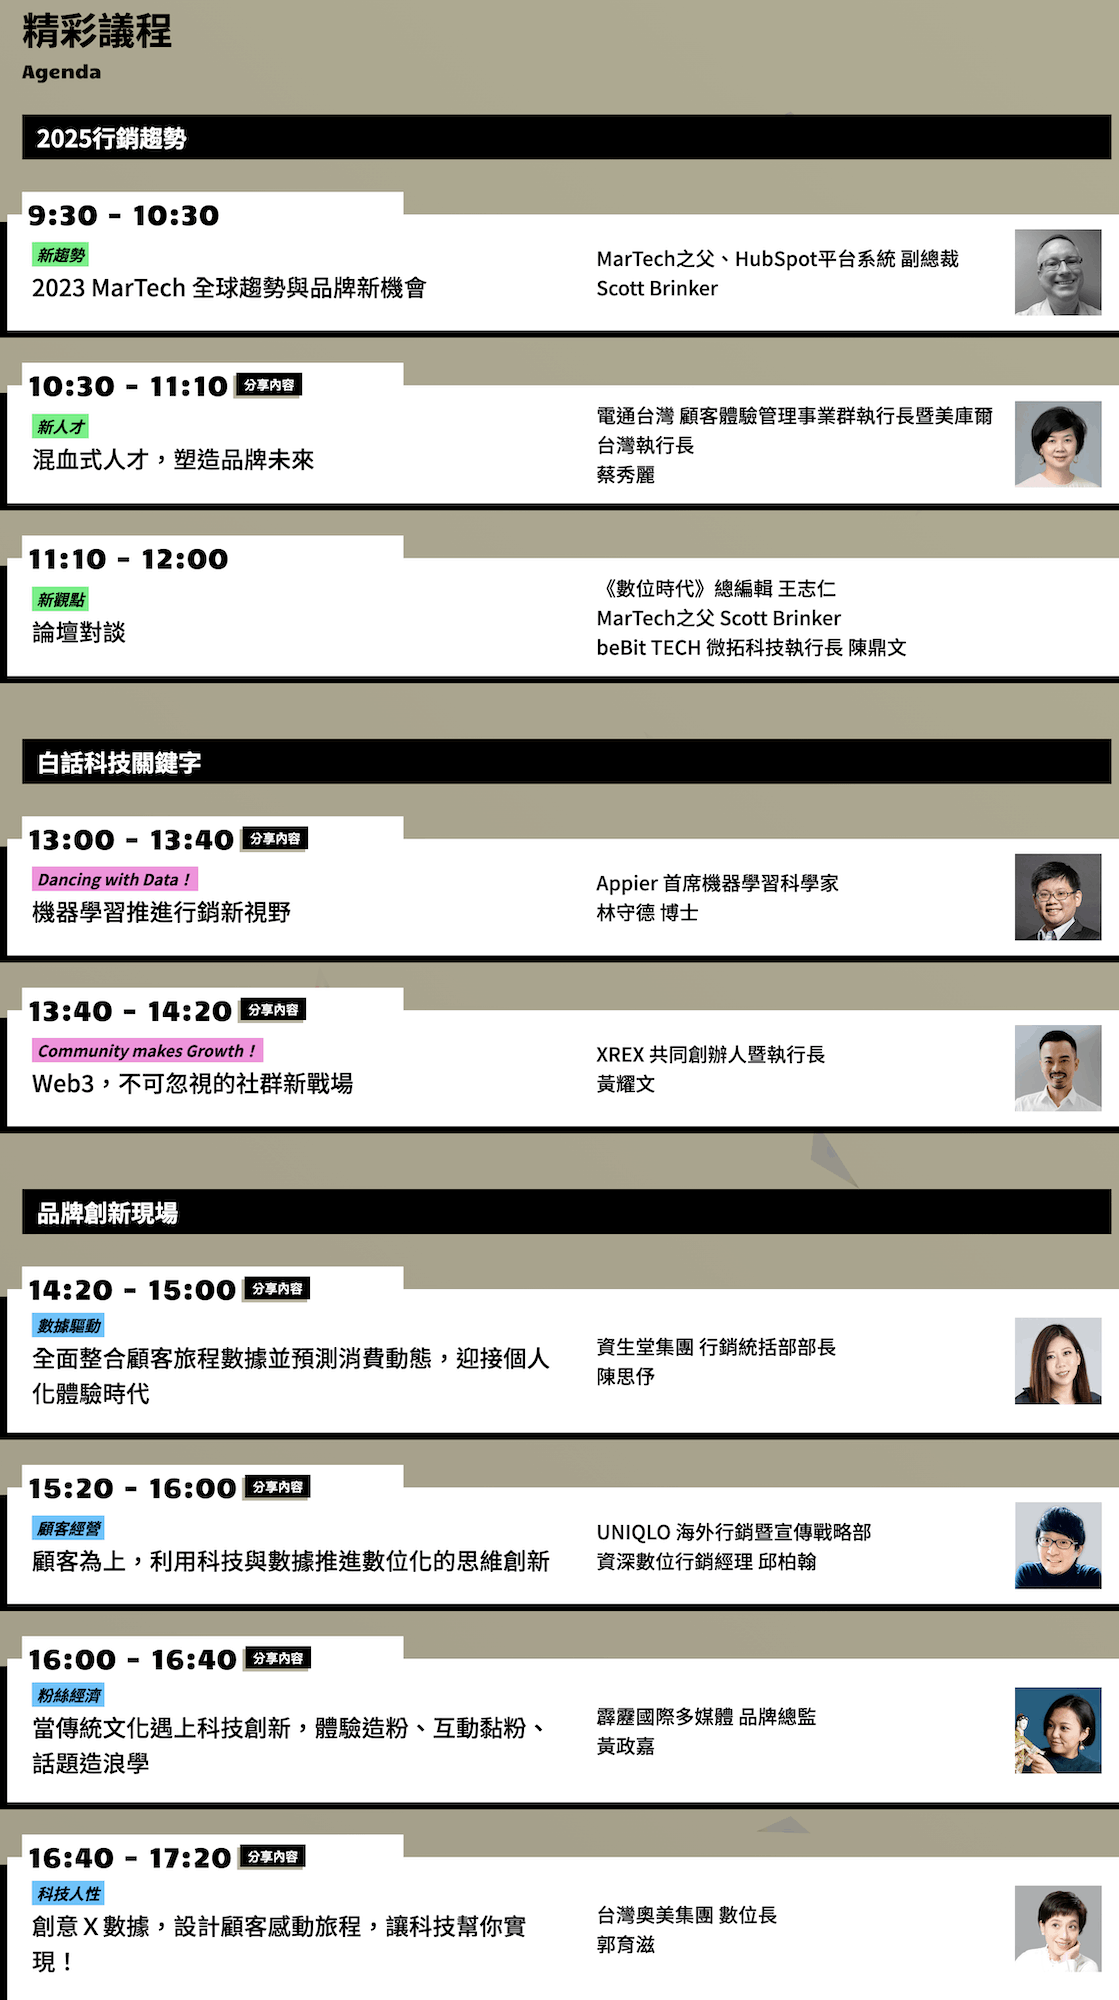 精彩議程
Agenda
2025行銷趨勢
9:30 - 10:30
新趨勢
2023 MarTech 全球趨勢與品牌新機會
MarTech之父、HubSpot平台系統 副總裁
Scott Brinker
10:30 - 11:10 分享內容
新人才
混血式人才，塑造品牌未來
電通台灣 顧客體驗管理事業群執行長暨美庫爾
台灣執行長
蔡秀麗
11:10 - 12:00
新觀點
論壇對談
《數位時代》總編輯 王志仁
MarTech之父 Scott Brinker
beBit TECH 微拓科技執行長 陳鼎文
白話科技關鍵字
13:00 - 13:40 分享內容
Dancing with Data！
機器學習推進行銷新視野
Appier 首席機器學習科學家
林守德 博士
13:40 - 14:20 分享內容
Community makes Growth！
Web3，不可忽視的社群新戰場
XREX 共同創辦人暨執行長
黃耀文
品牌創新現場
14:20 - 15:00 分享內容
數據驅動
全面整合顧客旅程數據並預測消費動態，迎接個人
化體驗時代
資生堂集團 行銷統括部部長
陳思伃
15:20 - 16:00 分享內容
顧客經營
顧客為上，利用科技與數據推進數位化的思維創新
UNIQLO 海外行銷暨宣傳戰略部
資深數位行銷經理 邱柏翰
16:00 - 16:40 分享內容
粉絲經濟
當傳統文化遇上科技創新，體驗造粉、互動黏粉、
話題造浪學
霹靂國際多媒體 品牌總監
黃政嘉
16:40 - 17:20 分享內容
科技人性
創意Ｘ數據，設計顧客感動旅程，讓科技幫你實
現！
台灣奧美集團 數位長
郭育滋